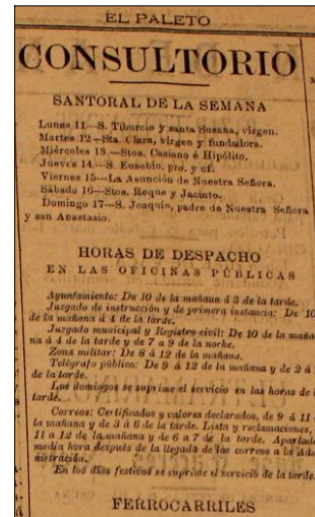 EL PALETO
CONSULTORIO
SANTORAL DE LA SEMANA
Lunes 11—S. Tiburcio y santa Susana, virgen.
Martes 12—Sta. Clara, virgen y fundadora.
Miércoles 13.—Stos. Casiano é Hipólito.
Jueves 14.—S. Eusebio, pro. y cf.
Viernes 15—La Asunción de Nuestra Señora.
Sábado 16—Stos. Roque y Jacinto.
Domingo 17—S. Joaquin, padre de Nuestra Señora
y san Anastasio.
HORAS DE DESPACHO
EN LAS OFICINAS PÚBLICAS
Ayuntamiento: De 10 de la mañana á 3 de la tarde.
Juzgado de instrucción y de primera instancia: De 10
de la mañana á 4 de la tarde.
Juzgado municipal y Registro civil: De 10 de la maña
na á 4 de la tarde y de 7 a 9 de la noche.
Zona militar: De 8 á 12 de la mañana.
Telégrafo público: De 9 á 12 de la mañana y de 2 á
de la tarde.
Los domingos se suprime el servicio en las horas de l
tarde.
Correos: Certificados y valores declarados, de 9 á 11
la mañana y de 3 á 6 de la tarde. Lista y reclamaciones,
11 a 12 de la mañana y de 6 a 7 de la tarde. Apartado
media hora después de la llegada de los correos a la Adm
nistración.
En los dias festivos se suprime el servicio de la tarde.
FERROCARRILES